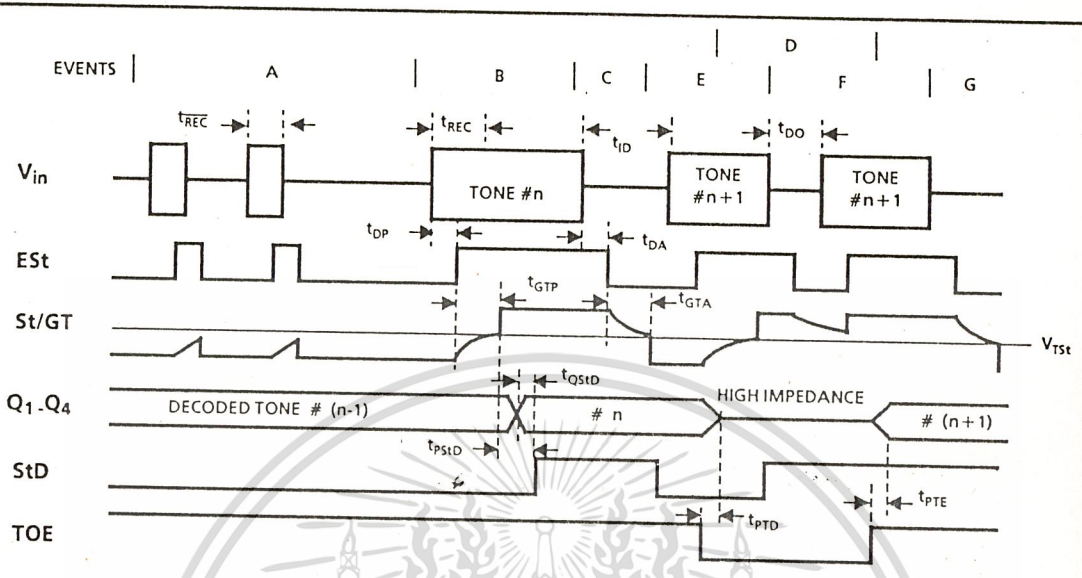 D
EVENTS A B C E F G
tREC tREC tID tDO
Vin TONE #n TONE #n+1 TONE #n+1
tDP tDA
ESt
tGTP tGTA
St/GT VTSt
tQStD
Q1-Q4 DECODED TONE # (n-1) # n HIGH IMPEDANCE # (n+1)
tPStD
StD
tPTE
tPTD
TOE